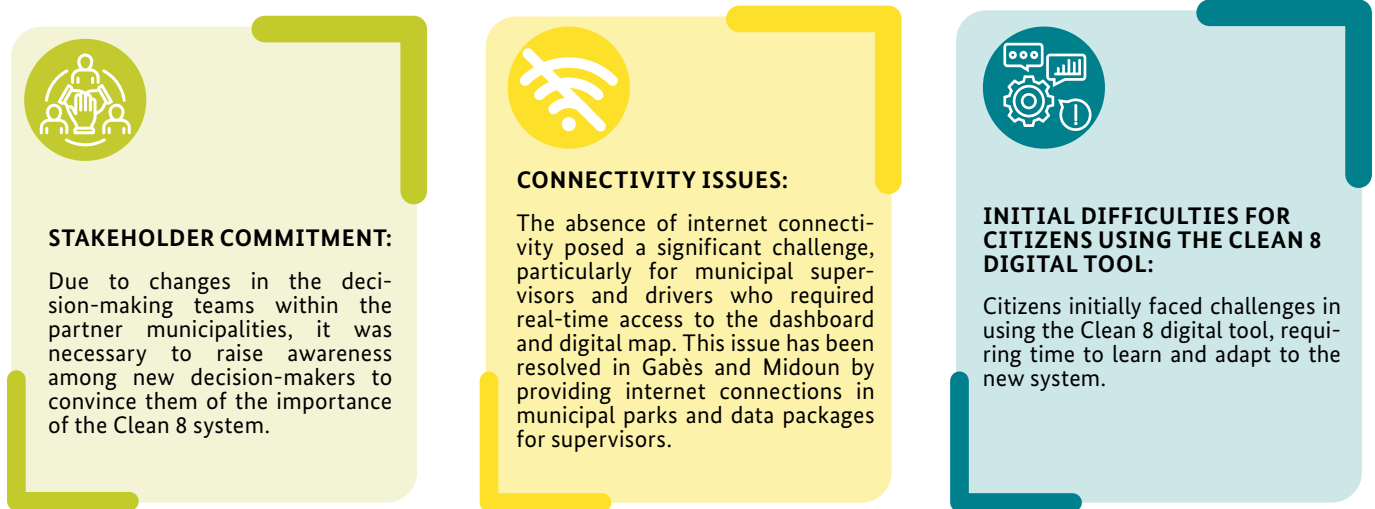 STAKEHOLDER COMMITMENT:
Due to changes in the deci-
sion-making teams within the
partner municipalities, it was
necessary to raise awareness
among new decision-makers to
convince them of the importance
of the Clean 8 system.
CONNECTIVITY ISSUES:
The absence of internet connecti-
vity posed a significant challenge,
particularly for municipal super-
visors and drivers who required
real-time access to the dashboard
and digital map. This issue has been
resolved in Gabès and Midoun by
providing internet connections in
municipal parks and data packages
for supervisors.
INITIAL DIFFICULTIES FOR
CITIZENS USING THE CLEAN 8
DIGITAL TOOL:
Citizens initially faced challenges in
using the Clean 8 digital tool, requi-
ring time to learn and adapt to the
new system.